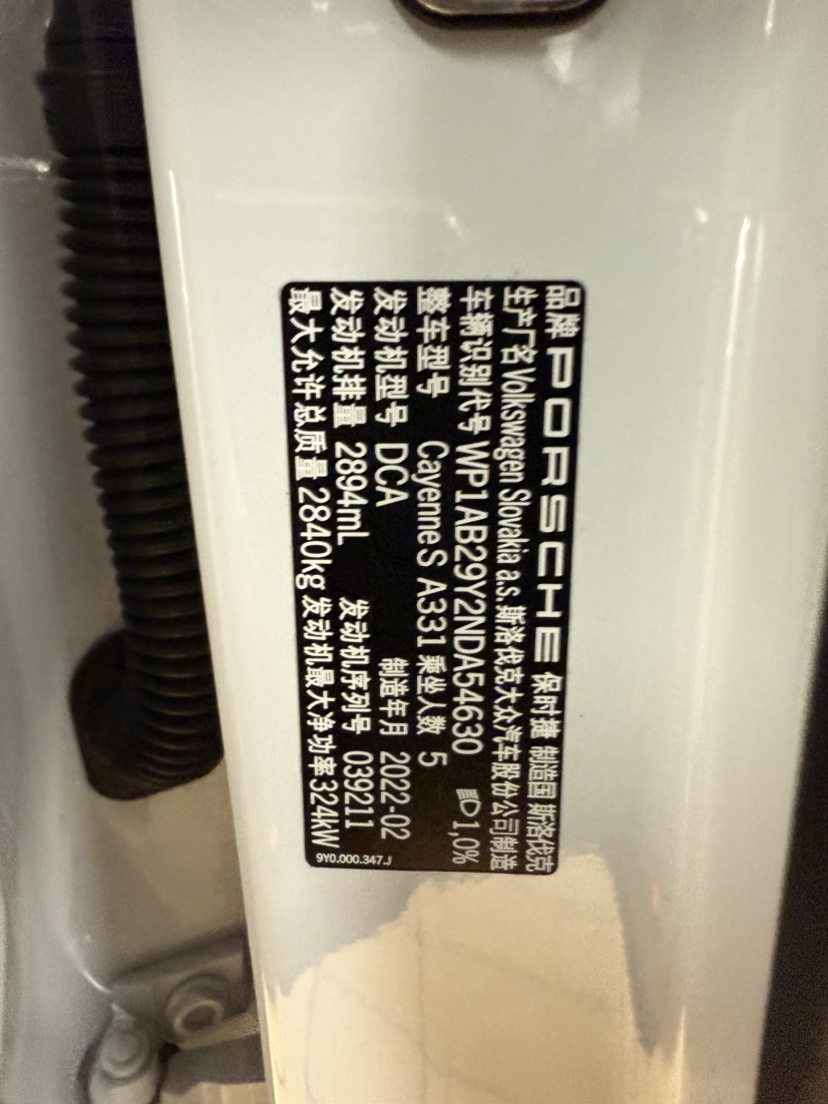 品牌 PORSCHE 保时捷 制造国 斯洛伐克
生产厂名 Volkswagen Slovakia a.s. 斯洛伐克大众汽车股份公司制造
车辆识别代号 WP1AB29Y2NDA54630 1,0%
整车型号 Cayenne S A331 乘坐人数 5
发动机型号 DCA 制造年月 2022-02
发动机排量 2894mL 发动机序列号 039211
最大允许总质量 2840kg 发动机最大净功率 324kW
9Y0.000.347.J